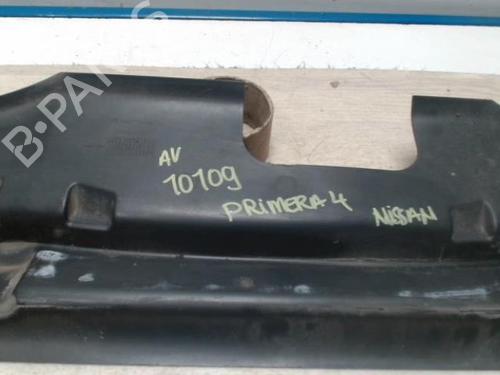 B-PARTS
AV
10109
PRIMERA 4 NISSAN